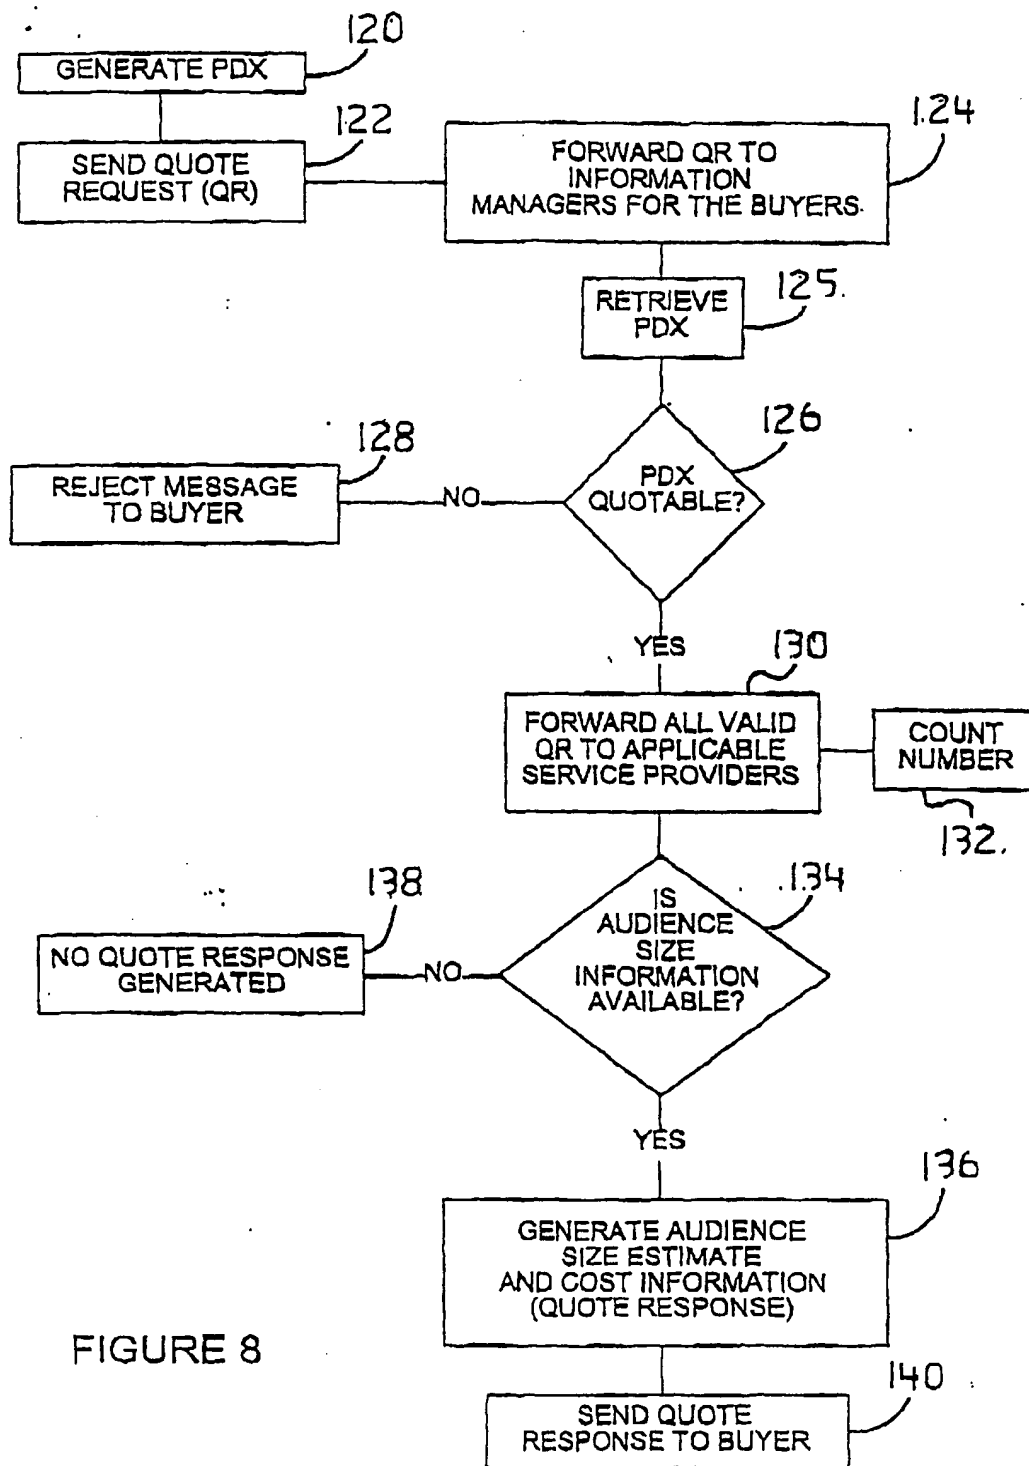 120
GENERATE PDX
122
SEND QUOTE
REQUEST (QR)
124
FORWARD QR TO
INFORMATION
MANAGERS FOR THE BUYERS
125.
RETRIEVE
PDX
126
PDX
QUOTABLE?
128
REJECT MESSAGE
TO BUYER
NO
YES
130
FORWARD ALL VALID
QR TO APPLICABLE
SERVICE PROVIDERS
COUNT
NUMBER
132.
134
IS
AUDIENCE
SIZE
INFORMATION
AVAILABLE?
138
NO QUOTE RESPONSE
GENERATED
NO
YES
136
GENERATE AUDIENCE
SIZE ESTIMATE
AND COST INFORMATION
(QUOTE RESPONSE)
FIGURE 8
140
SEND QUOTE
RESPONSE TO BUYER